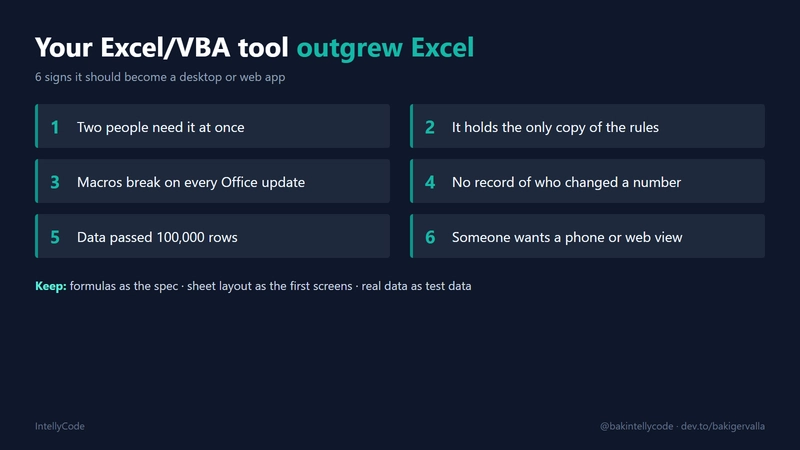 Your Excel/VBA tool outgrew Excel
6 signs it should become a desktop or web app
1 Two people need it at once
2 It holds the only copy of the rules
3 Macros break on every Office update
4 No record of who changed a number
5 Data passed 100,000 rows
6 Someone wants a phone or web view
Keep: formulas as the spec · sheet layout as the first screens · real data as test data
IntellyCode
@bakintellycode · dev.to/bakigervalla